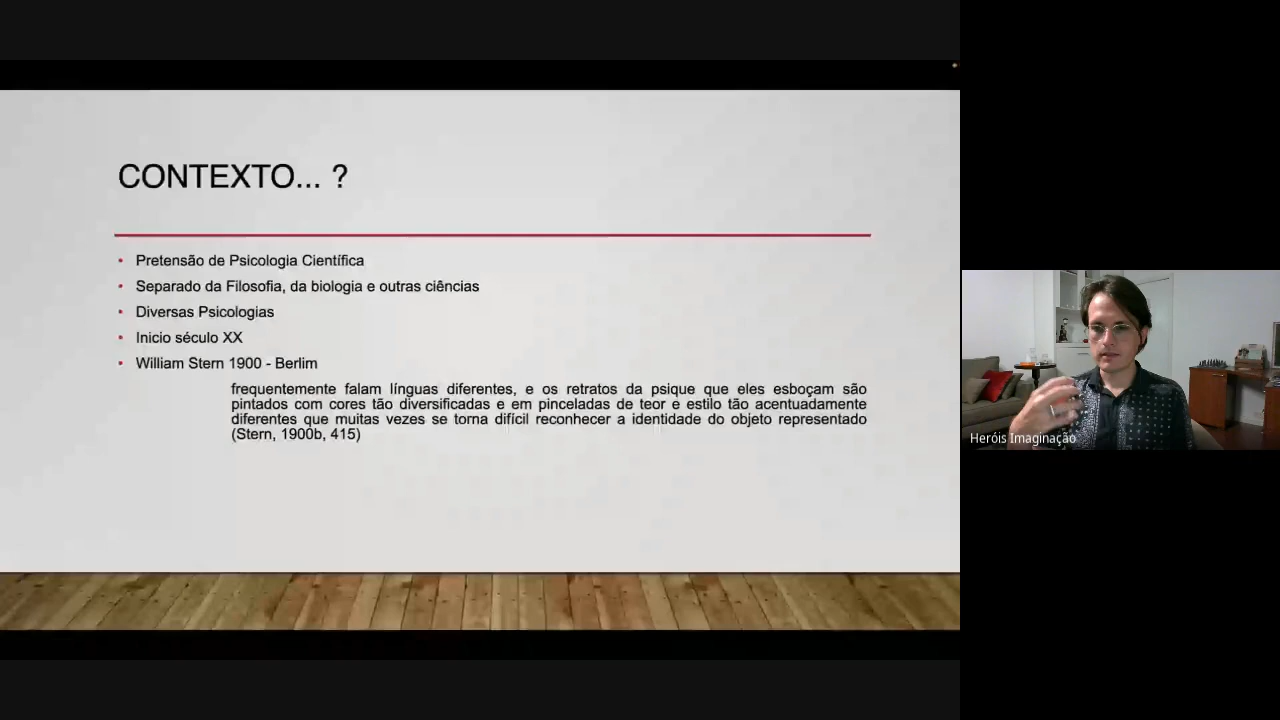 CONTEXTO... ?
• Pretensão de Psicologia Científica
• Separado da Filosofia, da biologia e outras ciências
• Diversas Psicologias
• Inicio século XX
• William Stern 1900 - Berlim
frequentemente falam línguas diferentes, e os retratos da psique que eles esboçam são
pintados com cores tão diversificadas e em pinceladas de teor e estilo tão acentuadamente
diferentes que muitas vezes se torna difícil reconhecer a identidade do objeto representado
(Stern, 1900b, 415)
Heróis Imaginação